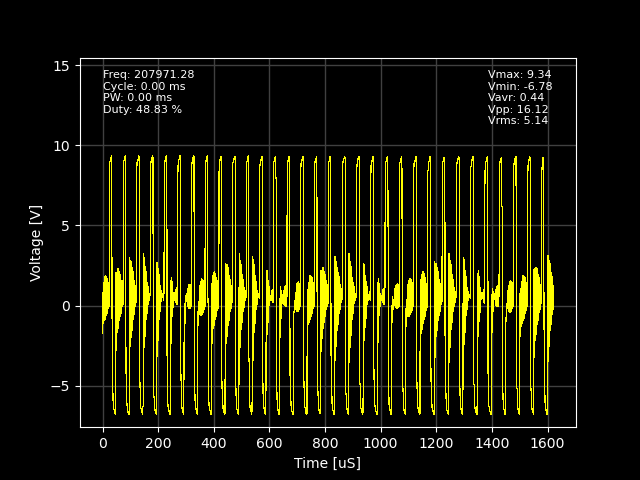 Freq: 207971.28
Cycle: 0.00 ms
PW: 0.00 ms
Duty: 48.83 %
Vmax: 9.34
Vmin: -6.78
Vavr: 0.44
Vpp: 16.12
Vrms: 5.14
15
10
5
0
−5
Voltage [V]
0 200 400 600 800 1000 1200 1400 1600
Time [uS]